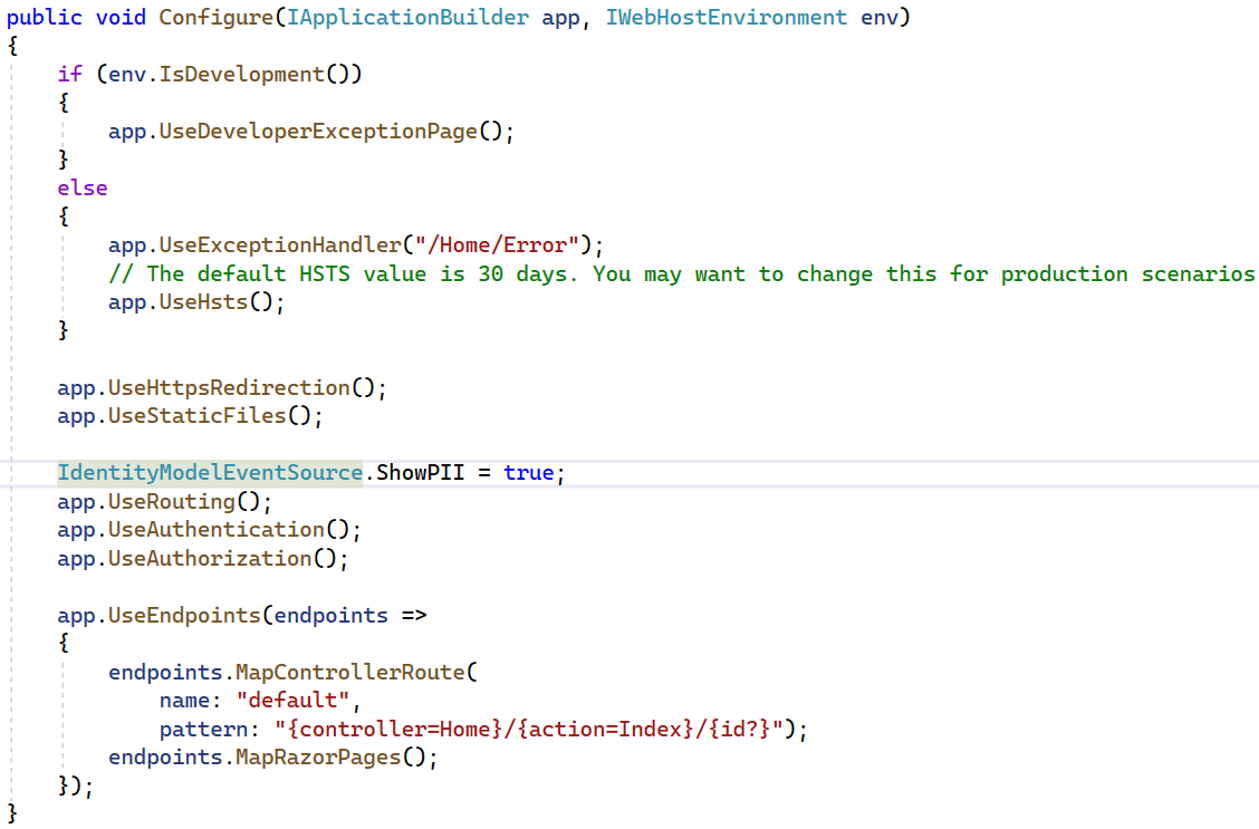 public void Configure(IApplicationBuilder app, IWebHostEnvironment env)
{
    if (env.IsDevelopment())
    {
        app.UseDeveloperExceptionPage();
    }
    else
    {
        app.UseExceptionHandler("/Home/Error");
        // The default HSTS value is 30 days. You may want to change this for production scenarios
        app.UseHsts();
    }

    app.UseHttpsRedirection();
    app.UseStaticFiles();

    IdentityModelEventSource.ShowPII = true;
    app.UseRouting();
    app.UseAuthentication();
    app.UseAuthorization();

    app.UseEndpoints(endpoints =>
    {
        endpoints.MapControllerRoute(
            name: "default",
            pattern: "{controller=Home}/{action=Index}/{id?}");
        endpoints.MapRazorPages();
    });
}